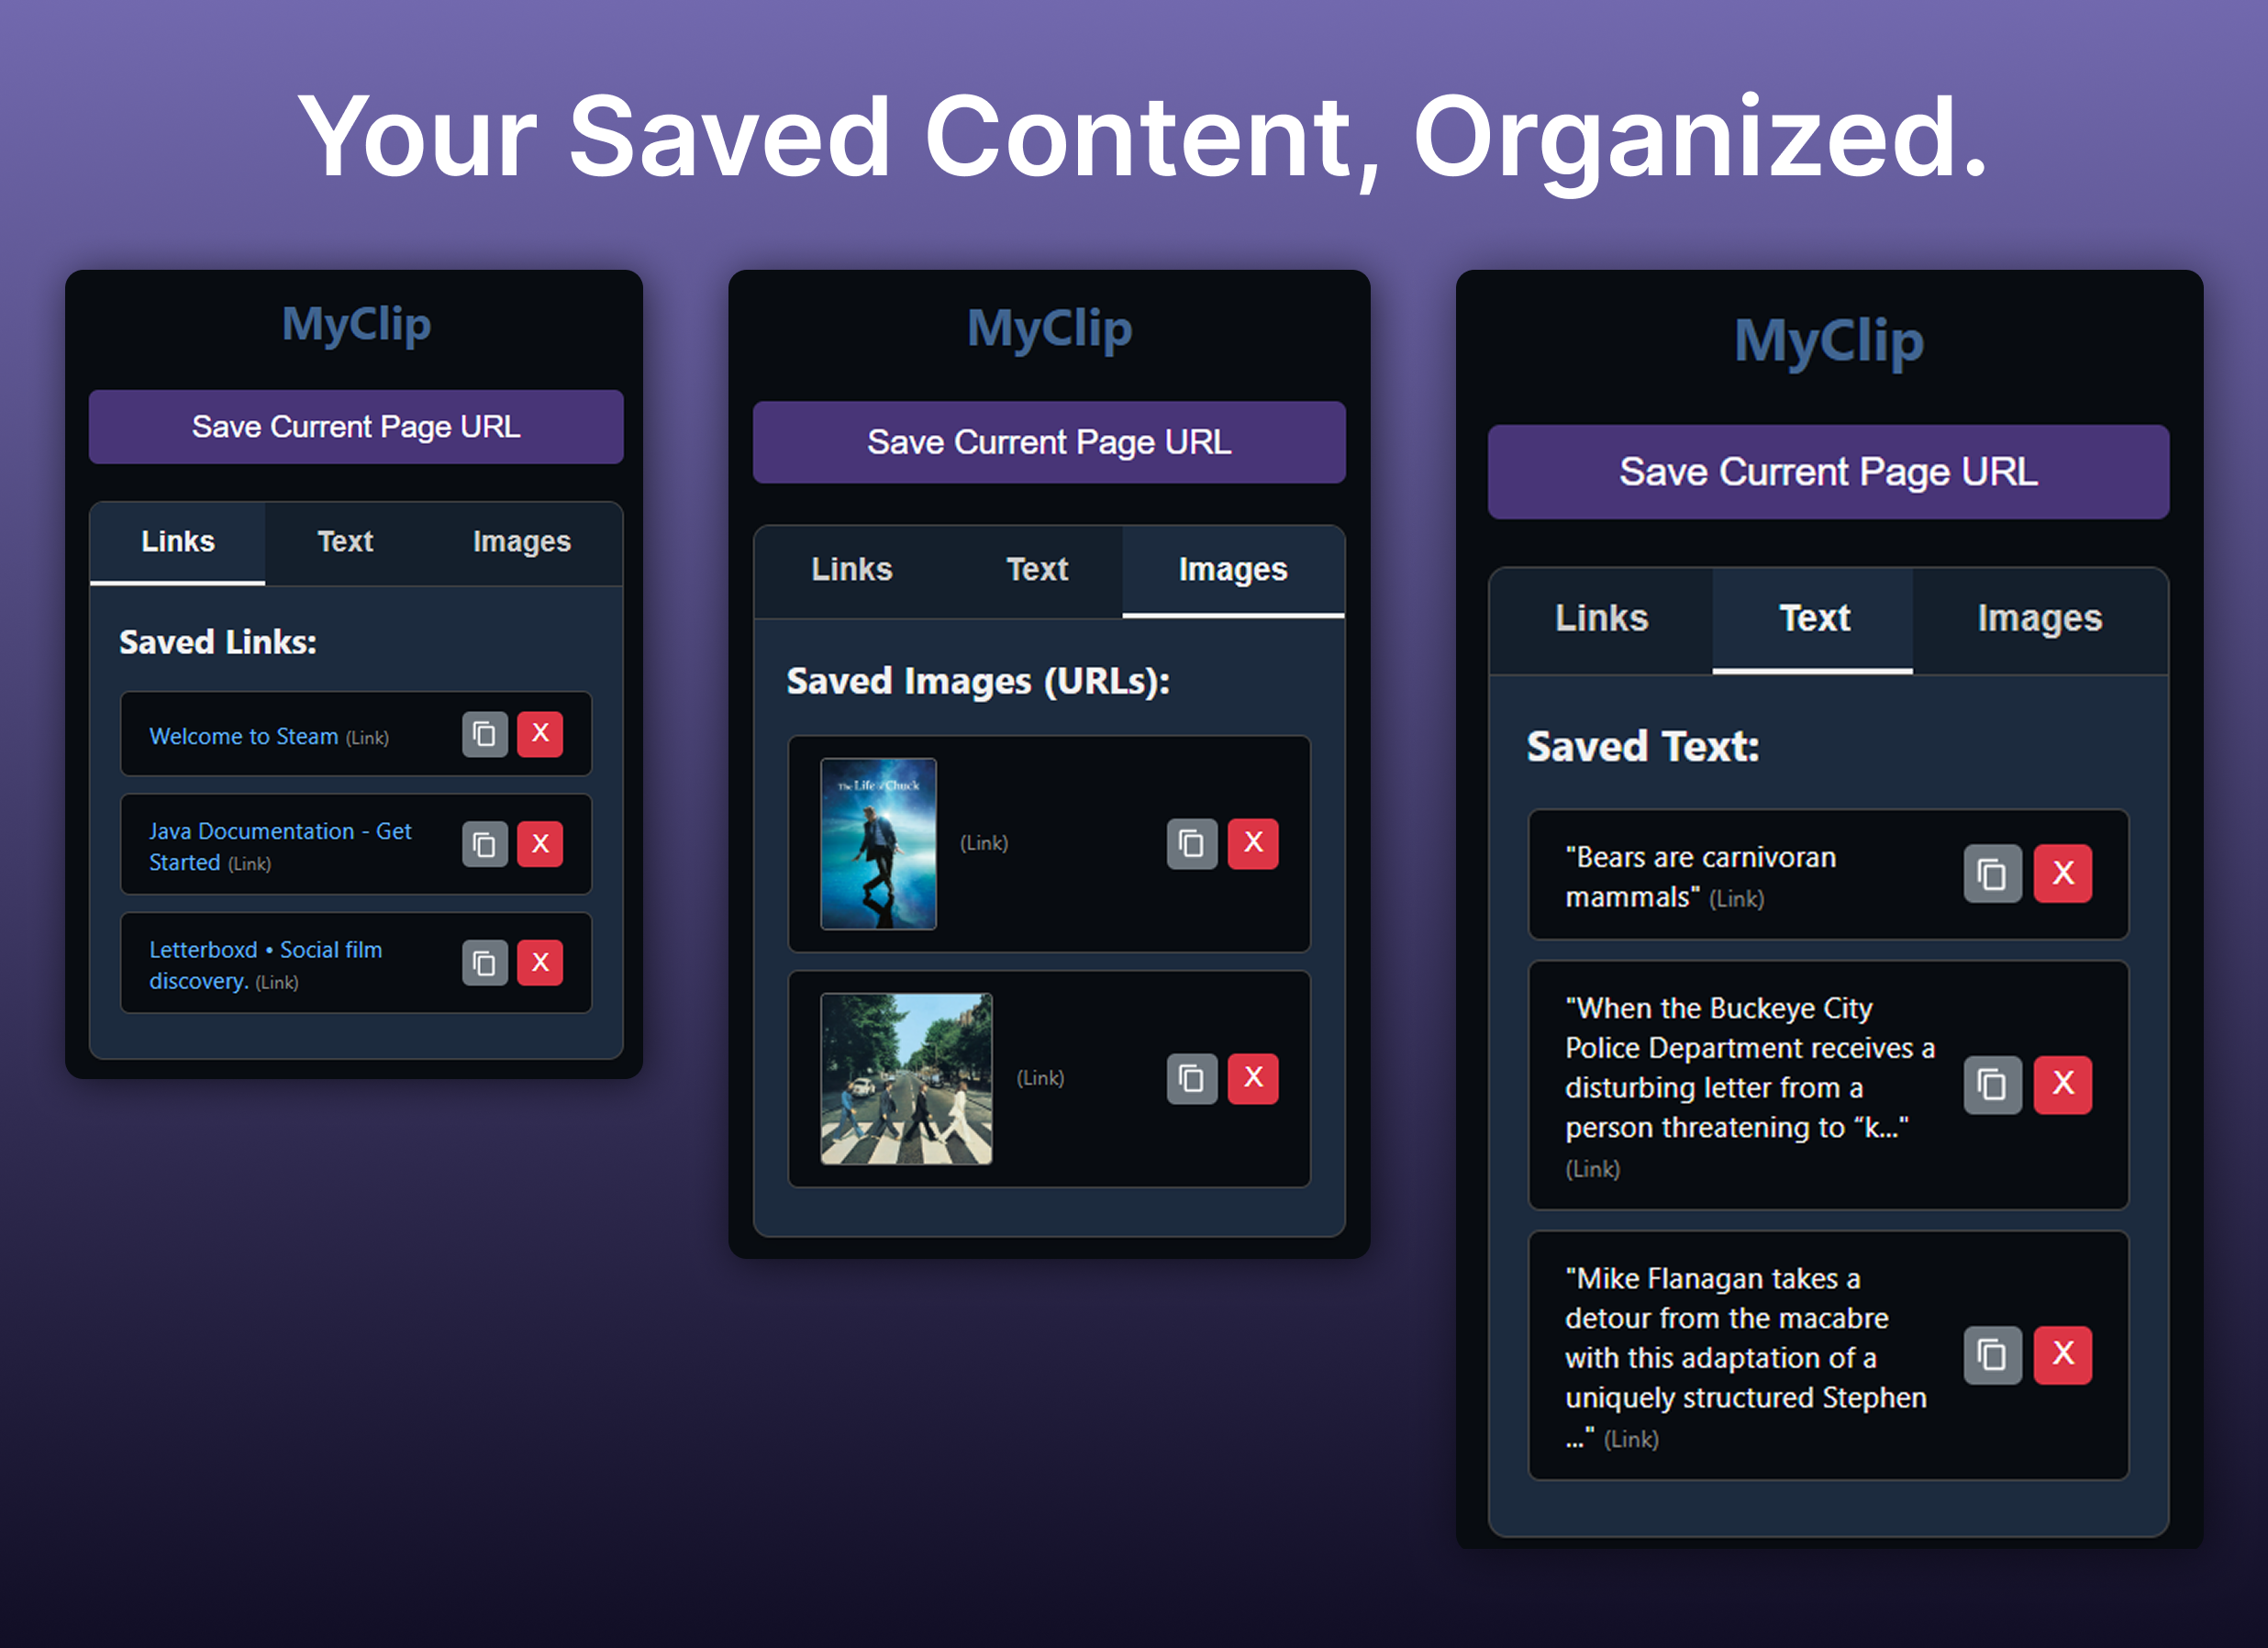 Your Saved Content, Organized.
MyClip
Save Current Page URL
Links Text Images
Saved Links:
Welcome to Steam (Link)
X
Java Documentation - Get
Started (Link)
X
Letterboxd • Social film
discovery. (Link)
X
MyClip
Save Current Page URL
Links Text Images
Saved Images (URLs):
The Life of Chuck
(Link)
X
(Link)
X
MyClip
Save Current Page URL
Links Text Images
Saved Text:
"Bears are carnivoran
mammals" (Link)
X
"When the Buckeye City
Police Department receives a
disturbing letter from a
person threatening to “k..."
(Link)
X
"Mike Flanagan takes a
detour from the macabre
with this adaptation of a
uniquely structured Stephen
..." (Link)
X